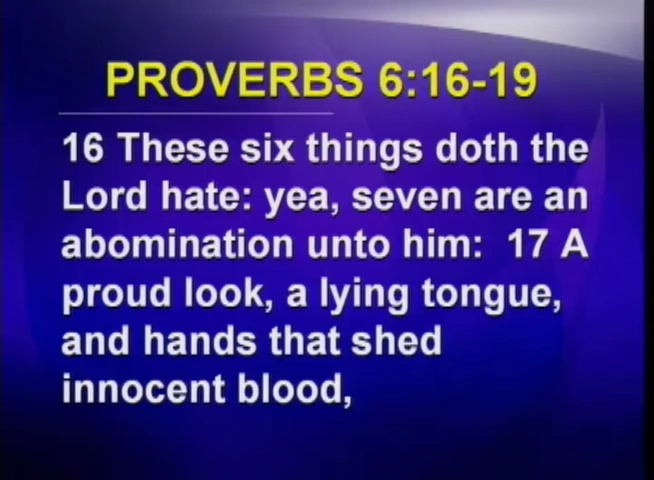 PROVERBS 6:16-19
16 These six things doth the
Lord hate: yea, seven are an
abomination unto him:  17 A
proud look, a lying tongue,
and hands that shed
innocent blood,